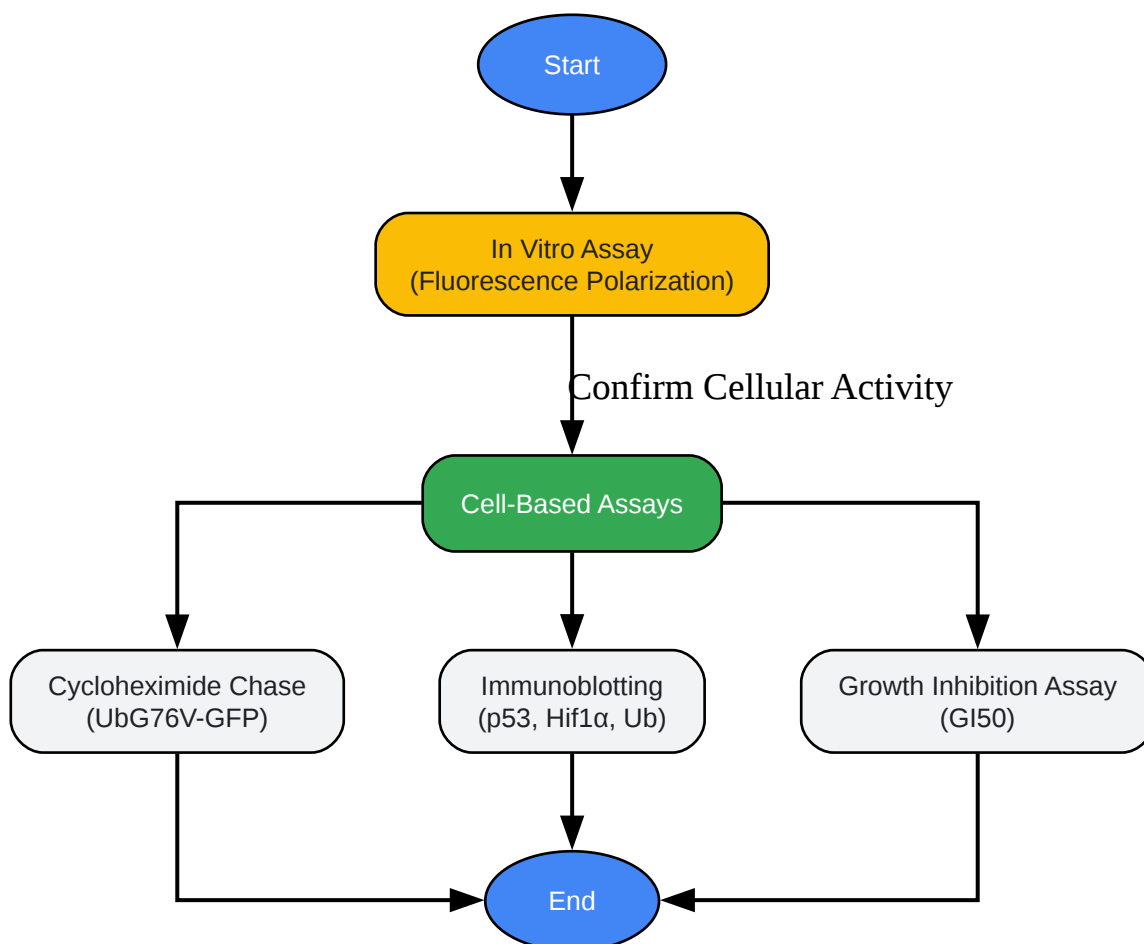 Start
In Vitro Assay
(Fluorescence Polarization)
Confirm Cellular Activity
Cell-Based Assays
Cycloheximide Chase
(UbG76V-GFP)
Immunoblotting
(p53, Hif1α, Ub)
Growth Inhibition Assay
(GI50)
End